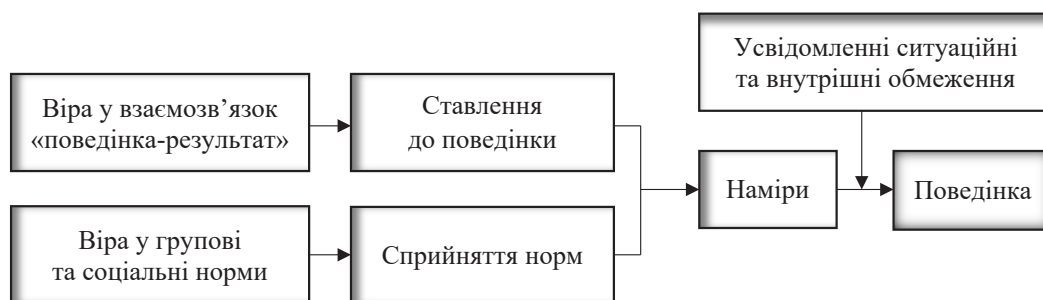 Усвідомленні ситуаційні
та внутрішні обмеження
Віра у взаємозв’язок
«поведінка-результат»
Ставлення
до поведінки
Наміри
Поведінка
Віра у групові
та соціальні норми
Сприйняття норм